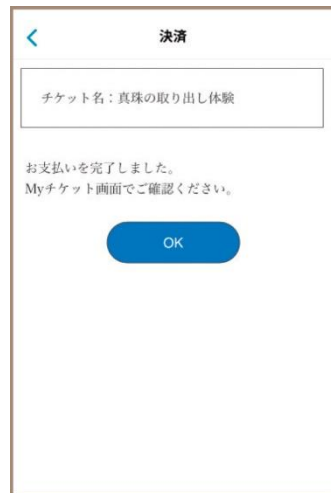 決済
チケット名：真珠の取り出し体験
お支払いを完了しました。
Myチケット画面でご確認ください。
OK